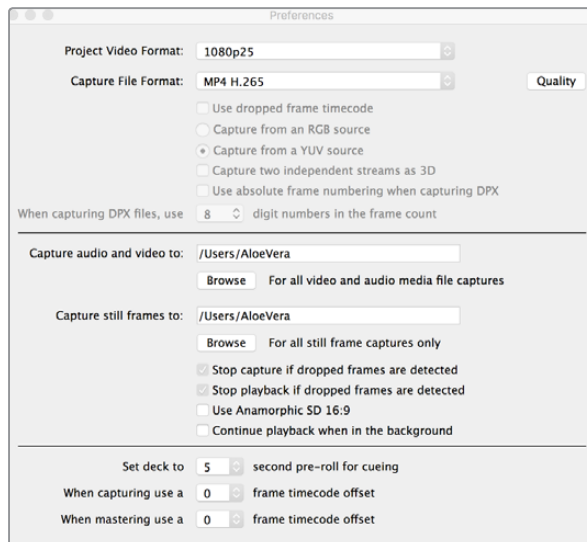 Preferences
Project Video Format: 1080p25
Capture File Format: MP4 H.265 Quality
Use dropped frame timecode
Capture from an RGB source
Capture from a YUV source
Capture two independent streams as 3D
Use absolute frame numbering when capturing DPX
When capturing DPX files, use 8 digit numbers in the frame count
Capture audio and video to: /Users/AloeVera
Browse For all video and audio media file captures
Capture still frames to: /Users/AloeVera
Browse For all still frame captures only
Stop capture if dropped frames are detected
Stop playback if dropped frames are detected
Use Anamorphic SD 16:9
Continue playback when in the background
Set deck to 5 second pre-roll for cueing
When capturing use a 0 frame timecode offset
When mastering use a 0 frame timecode offset